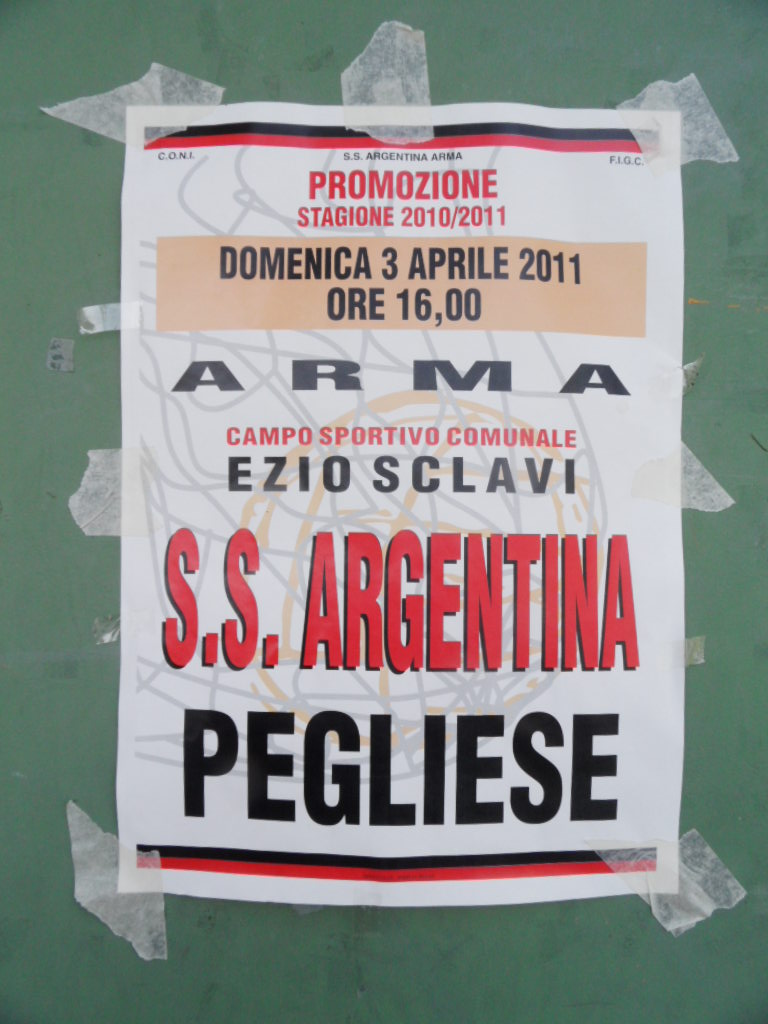 C.O.N.I. S.S. ARGENTINA ARMA F.I.G.C.
PROMOZIONE
STAGIONE 2010/2011
DOMENICA 3 APRILE 2011
ORE 16,00
ARMA
CAMPO SPORTIVO COMUNALE
EZIO SCLAVI
S.S. ARGENTINA
PEGLIESE